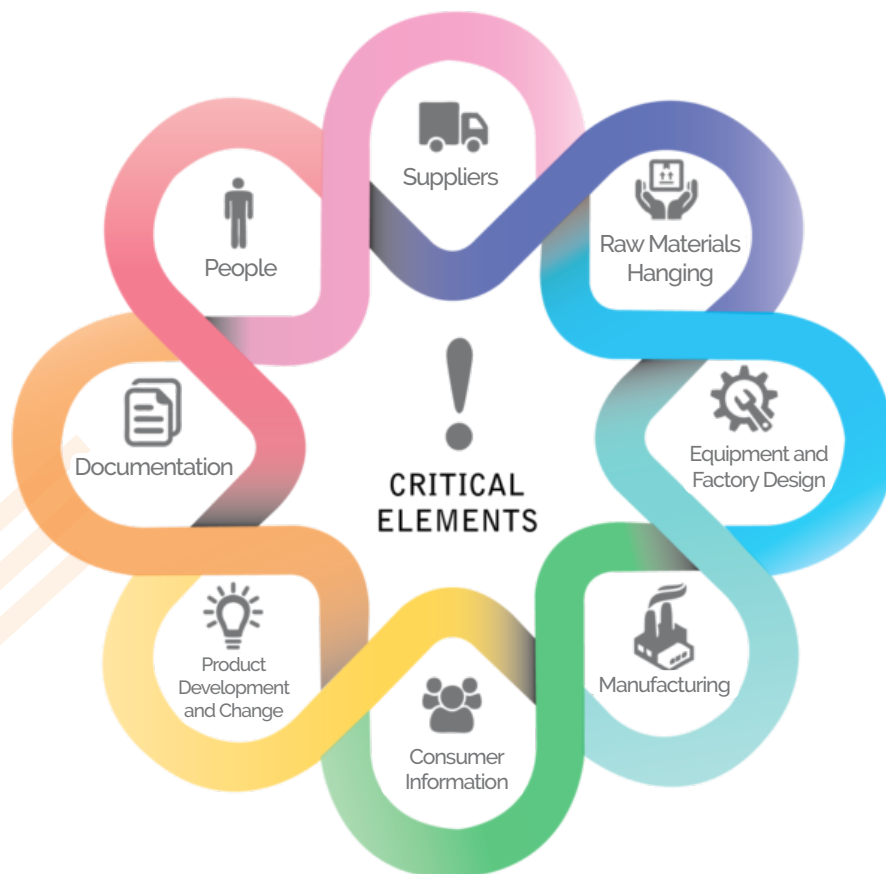 Suppliers
Raw Materials
Hanging
People
CRITICAL
ELEMENTS
Documentation
Equipment and
Factory Design
Product
Development
and Change
Manufacturing
Consumer
Information